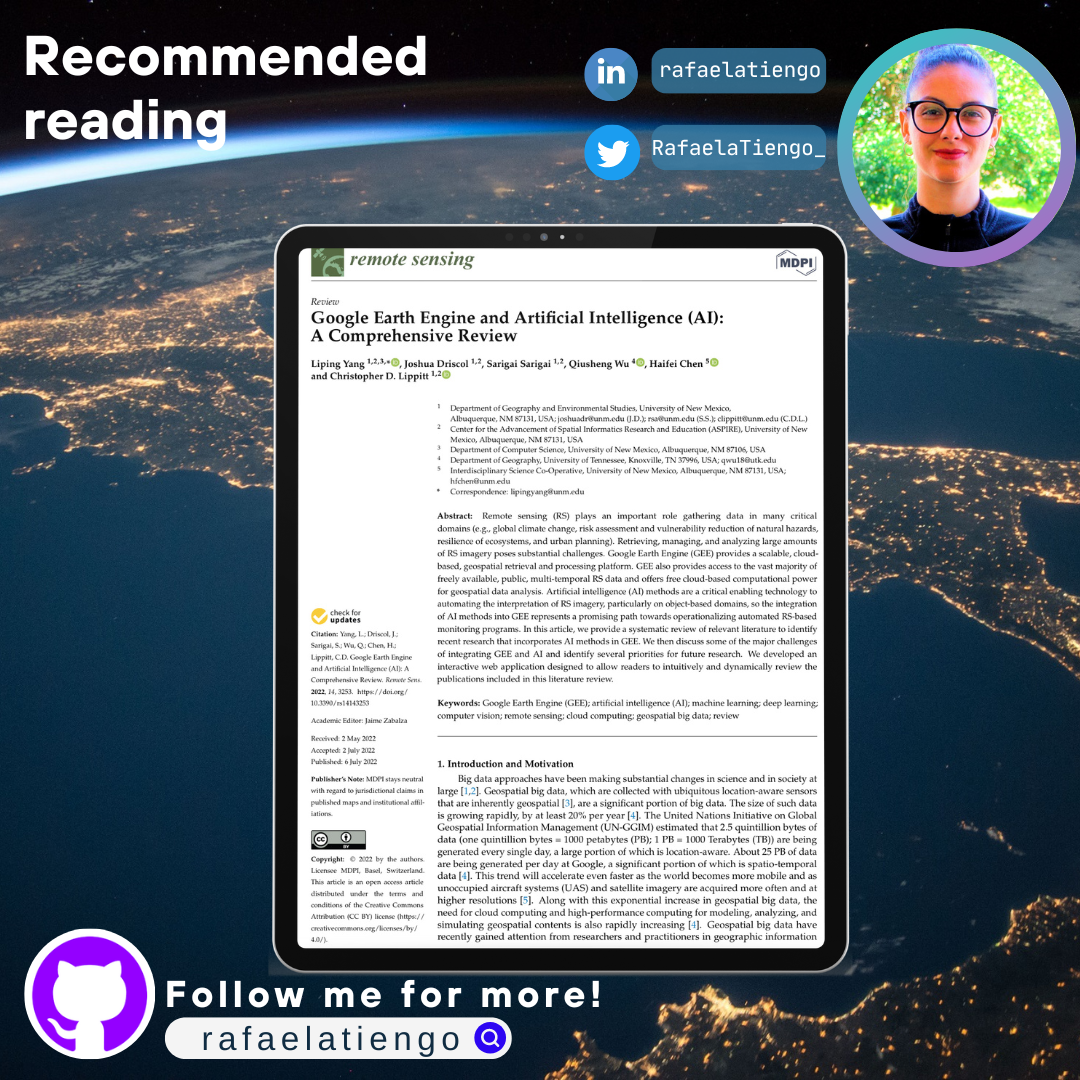 Recommended
reading
in
rafaelatiengo
RafaelaTiengo_
remote sensing
MDPI
Review
Google Earth Engine and Artificial Intelligence (AI):
A Comprehensive Review
Liping Yang 1,2,3,*, Joshua Driscol 1,2, Sarigai Sarigai 1,2, Qiusheng Wu 4, Haifei Chen 5
and Christopher D. Lippitt 1,2
1 Department of Geography and Environmental Studies, University of New Mexico,
Albuquerque, NM 87131, USA; joshuadr@unm.edu (J.D.); rsa@unm.edu (S.S.); clippitt@unm.edu (C.D.L.)
2 Center for the Advancement of Spatial Informatics Research and Education (ASPIRE), University of New
Mexico, Albuquerque, NM 87131, USA
3 Department of Computer Science, University of New Mexico, Albuquerque, NM 87106, USA
4 Department of Geography, University of Tennessee, Knoxville, TN 37996, USA; qwu18@utk.edu
5 Interdisciplinary Science Co-Operative, University of New Mexico, Albuquerque, NM 87131, USA;
hfchen@unm.edu
* Correspondence: lipingyang@unm.edu
Abstract: Remote sensing (RS) plays an important role gathering data in many critical
domains (e.g., global climate change, risk assessment and vulnerability reduction of natural hazards,
resilience of ecosystems, and urban planning). Retrieving, managing, and analyzing large amounts
of RS imagery poses substantial challenges. Google Earth Engine (GEE) provides a scalable, cloud-
based, geospatial retrieval and processing platform. GEE also provides access to the vast majority of
freely available, public, multi-temporal RS data and offers free cloud-based computational power
for geospatial data analysis. Artificial intelligence (AI) methods are a critical enabling technology to
automating the interpretation of RS imagery, particularly on object-based domains, so the integration
of AI methods into GEE represents a promising path towards operationalizing automated RS-based
monitoring programs. In this article, we provide a systematic review of relevant literature to identify
recent research that incorporates AI methods in GEE. We then discuss some of the major challenges
of integrating GEE and AI and identify several priorities for future research. We developed an
interactive web application designed to allow readers to intuitively and dynamically review the
publications included in this literature review.
Keywords: Google Earth Engine (GEE); artificial intelligence (AI); machine learning; deep learning;
computer vision; remote sensing; cloud computing; geospatial big data; review
check for
updates
Citation: Yang, L.; Driscol, J.;
Sarigai, S.; Wu, Q.; Chen, H.;
Lippitt, C.D. Google Earth Engine
and Artificial Intelligence (AI): A
Comprehensive Review. Remote Sens.
2022, 14, 3253. https://doi.org/
10.3390/rs14143253
Academic Editor: Jaime Zabalza
Received: 2 May 2022
Accepted: 2 July 2022
Published: 6 July 2022
Publisher's Note: MDPI stays neutral
with regard to jurisdictional claims in
published maps and institutional affil-
iations.
CC BY
Copyright: © 2022 by the authors.
Licensee MDPI, Basel, Switzerland.
This article is an open access article
distributed under the terms and
conditions of the Creative Commons
Attribution (CC BY) license (https://
creativecommons.org/licenses/by/
4.0/).
1. Introduction and Motivation
Big data approaches have been making substantial changes in science and in society at
large [1,2]. Geospatial big data, which are collected with ubiquitous location-aware sensors
that are inherently geospatial [3], are a significant portion of big data. The size of such data
is growing rapidly, by at least 20% per year [4]. The United Nations Initiative on Global
Geospatial Information Management (UN-GGIM) estimated that 2.5 quintillion bytes of
data (one quintillion bytes = 1000 petabytes (PB); 1 PB = 1000 Terabytes (TB)) are being
generated every single day, a large portion of which is location-aware. About 25 PB of data
are being generated per day at Google, a significant portion of which is spatio-temporal
data [4]. This trend will accelerate even faster as the world becomes more mobile and as
unoccupied aircraft systems (UAS) and satellite imagery are acquired more often and at
higher resolutions [5]. Along with this exponential increase in geospatial big data, the
need for cloud computing and high-performance computing for modeling, analyzing, and
simulating geospatial contents is also rapidly increasing [4]. Geospatial big data have
recently gained attention from researchers and practitioners in geographic information
Follow me for more!
rafaelatiengo